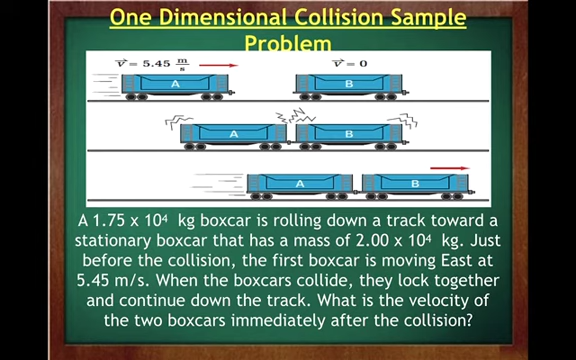 One Dimensional Collision Sample
Problem
v⃗ = 5.45 m/s
v⃗ = 0
A
B
A
B
A
B
A 1.75 x 10⁴ kg boxcar is rolling down a track toward a
stationary boxcar that has a mass of 2.00 x 10⁴ kg. Just
before the collision, the first boxcar is moving East at
5.45 m/s. When the boxcars collide, they lock together
and continue down the track. What is the velocity of
the two boxcars immediately after the collision?